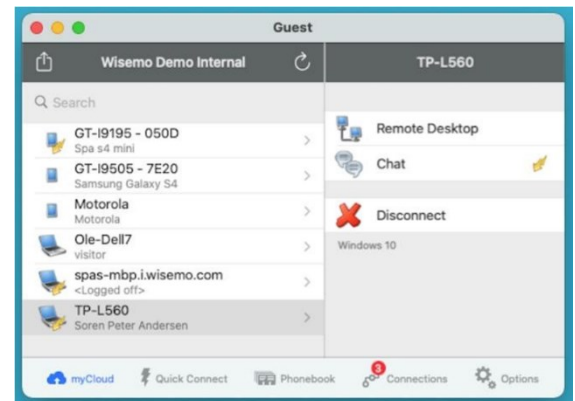 Guest
Wisemo Demo Internal
TP-L560
Search
GT-I9195 - 050D
Spa s4 mini
GT-I9505 - 7E20
Samsung Galaxy S4
Motorola
Motorola
Ole-Dell7
visitor
spas-mbp.i.wisemo.com
<Logged off>
TP-L560
Soren Peter Andersen
Remote Desktop
Chat
Disconnect
Windows 10
myCloud
Quick Connect
Phonebook
3
Connections
Options